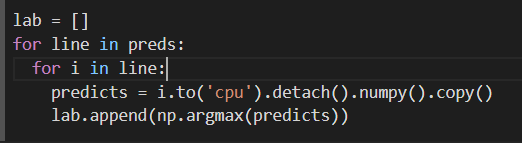 lab = []
for line in preds:
  for i in line:
    predicts = i.to('cpu').detach().numpy().copy()
    lab.append(np.argmax(predicts))